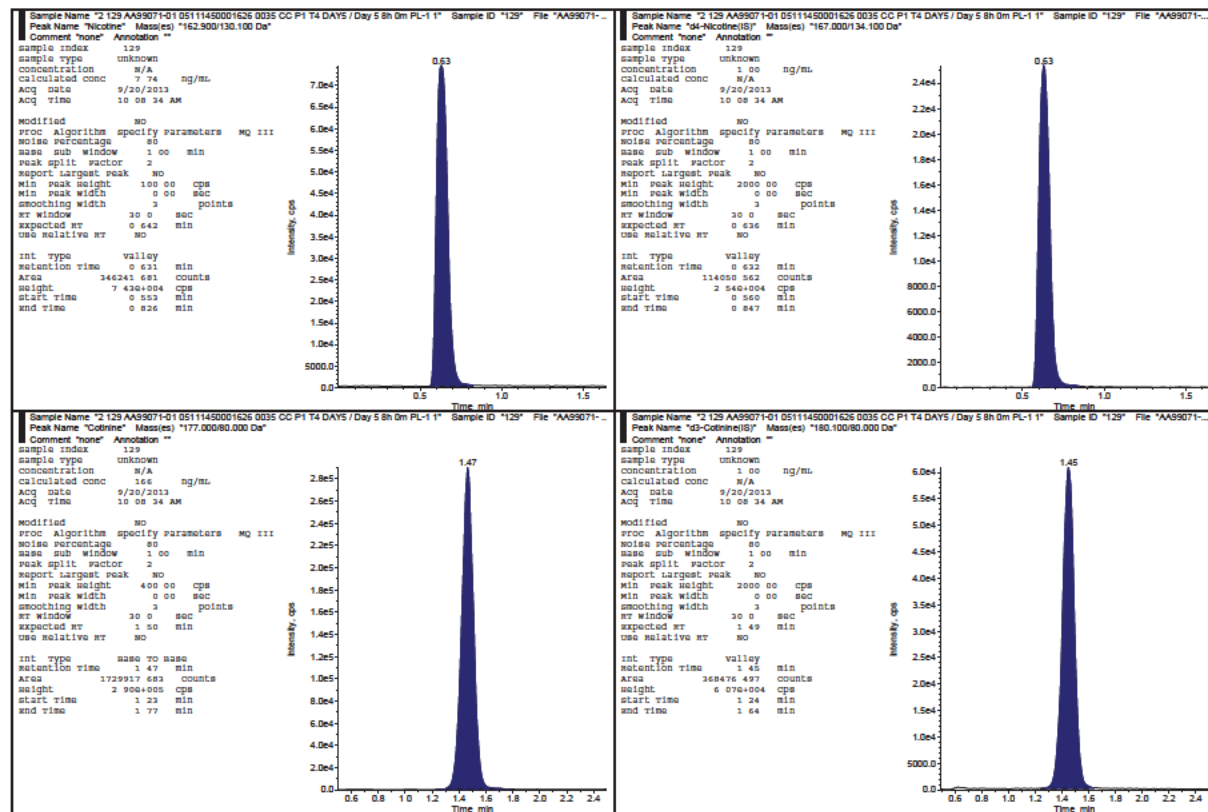 Sample Name "2 129 AA99071-01 051114500001626 0035 CC P1 T4 DAY5 / Day 5 8h 0m PL-1 1" Sample ID "129" File "AA99071-...
Peak Name "Nicotine" Mass(es) "162.900/130.100 Da"
Comment "none" Annotation ""
Sample Index 129
Sample Type Unknown
Concentration N/A
Calculated Conc 7 74 ng/mL
Acq Date 9/20/2013
Acq Time 10 08 34 AM
Modified NO
Proc Algorithm Specify Parameters MQ III
Noise Percentage 80
Base Sub Window 1 00 min
Peak Split Factor 2
Report Largest Peak NO
Min Peak Height 100 00 cps
Min Peak Width 0 00 sec
Smoothing Width 3 points
RT Window 30 0 sec
Expected RT 0 642 min
Use Relative RT NO
Int Type Valley
Retention Time 0 631 min
Area 346241 681 counts
Height 7 43e+004 cps
Start Time 0 553 min
End Time 0 826 min
0.63
Intensity, cps
7.0e4
6.5e4
6.0e4
5.5e4
5.0e4
4.5e4
4.0e4
3.5e4
3.0e4
2.5e4
2.0e4
1.5e4
1.0e4
5000.0
0.0
0.5 1.0 1.5
Time, min
Sample Name "2 129 AA99071-01 051114500001626 0035 CC P1 T4 DAY5 / Day 5 8h 0m PL-1 1" Sample ID "129" File "AA99071-...
Peak Name "d4-Nicotine(IS)" Mass(es) "167.000/134.100 Da"
Comment "none" Annotation ""
Sample Index 129
Sample Type Unknown
Concentration 1 00 ng/mL
Calculated Conc N/A
Acq Date 9/20/2013
Acq Time 10 08 34 AM
Modified NO
Proc Algorithm Specify Parameters MQ III
Noise Percentage 80
Base Sub Window 1 00 min
Peak Split Factor 2
Report Largest Peak NO
Min Peak Height 2000 00 cps
Min Peak Width 0 00 sec
Smoothing Width 3 points
RT Window 30 0 sec
Expected RT 0 636 min
Use Relative RT NO
Int Type Valley
Retention Time 0 632 min
Area 114050 562 counts
Height 2 54e+004 cps
Start Time 0 560 min
End Time 0 847 min
0.63
Intensity, cps
2.4e4
2.2e4
2.0e4
1.8e4
1.6e4
1.4e4
1.2e4
1.0e4
8000.0
6000.0
4000.0
2000.0
0.0
0.5 1.0 1.5
Time, min
Sample Name "2 129 AA99071-01 051114500001626 0035 CC P1 T4 DAY5 / Day 5 8h 0m PL-1 1" Sample ID "129" File "AA99071-...
Peak Name "Cotinine" Mass(es) "177.000/80.000 Da"
Comment "none" Annotation ""
Sample Index 129
Sample Type Unknown
Concentration N/A
Calculated Conc 166 ng/mL
Acq Date 9/20/2013
Acq Time 10 08 34 AM
Modified NO
Proc Algorithm Specify Parameters MQ III
Noise Percentage 80
Base Sub Window 1 00 min
Peak Split Factor 2
Report Largest Peak NO
Min Peak Height 400 00 cps
Min Peak Width 0 00 sec
Smoothing Width 3 points
RT Window 30 0 sec
Expected RT 1 50 min
Use Relative RT NO
Int Type Base To Base
Retention Time 1 47 min
Area 1729917 683 counts
Height 2 90e+005 cps
Start Time 1 23 min
End Time 1 77 min
1.47
Intensity, cps
2.8e5
2.6e5
2.4e5
2.2e5
2.0e5
1.8e5
1.6e5
1.4e5
1.2e5
1.0e5
8.0e4
6.0e4
4.0e4
2.0e4
0.0
0.6 0.8 1.0 1.2 1.4 1.6 1.8 2.0 2.2 2.4
Time, min
Sample Name "2 129 AA99071-01 051114500001626 0035 CC P1 T4 DAY5 / Day 5 8h 0m PL-1 1" Sample ID "129" File "AA99071-...
Peak Name "d3-Cotinine(IS)" Mass(es) "180.100/80.000 Da"
Comment "none" Annotation ""
Sample Index 129
Sample Type Unknown
Concentration 1 00 ng/mL
Calculated Conc N/A
Acq Date 9/20/2013
Acq Time 10 08 34 AM
Modified NO
Proc Algorithm Specify Parameters MQ III
Noise Percentage 80
Base Sub Window 1 00 min
Peak Split Factor 2
Report Largest Peak NO
Min Peak Height 2000 00 cps
Min Peak Width 0 00 sec
Smoothing Width 3 points
RT Window 30 0 sec
Expected RT 1 49 min
Use Relative RT NO
Int Type Valley
Retention Time 1 45 min
Area 368476 497 counts
Height 6 07e+004 cps
Start Time 1 24 min
End Time 1 64 min
1.45
Intensity, cps
6.0e4
5.5e4
5.0e4
4.5e4
4.0e4
3.5e4
3.0e4
2.5e4
2.0e4
1.5e4
1.0e4
5000.0
0.0
0.6 0.8 1.0 1.2 1.4 1.6 1.8 2.0 2.2 2.4
Time, min